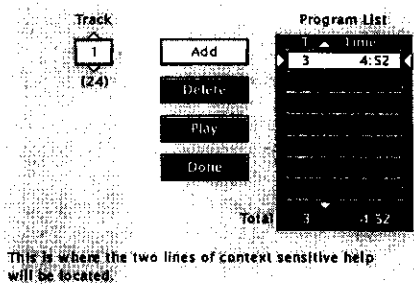 Track
Program List
1
(24)
Add
Delete
Play
Done
T Time
3 4:52
Total 3 4:52
This is where the two lines of context sensitive help
will be located.